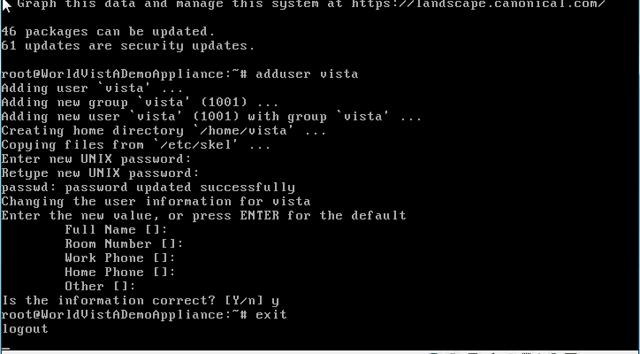 Graph this data and manage this system at https://landscape.canonical.com/
46 packages can be updated.
61 updates are security updates.
root@WorldVistADemoAppliance:~# adduser vista
Adding user `vista' ...
Adding new group `vista' (1001) ...
Adding new user `vista' (1001) with group `vista' ...
Creating home directory `/home/vista' ...
Copying files from `/etc/skel' ...
Enter new UNIX password:
Retype new UNIX password:
passwd: password updated successfully
Changing the user information for vista
Enter the new value, or press ENTER for the default
Full Name []:
Room Number []:
Work Phone []:
Home Phone []:
Other []:
Is the information correct? [Y/n] y
root@WorldVistADemoAppliance:~# exit
logout